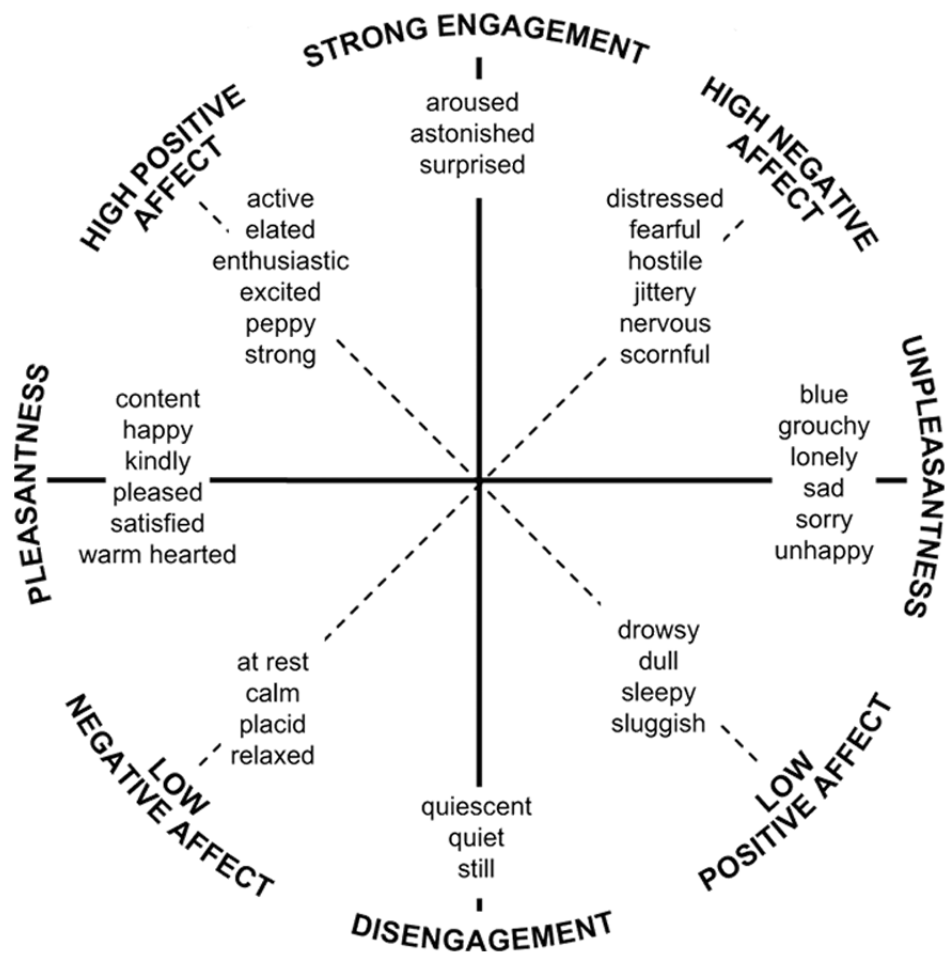 STRONG ENGAGEMENT
aroused
astonished
surprised
HIGH POSITIVE
AFFECT
active
elated
enthusiastic
excited
peppy
strong
HIGH NEGATIVE
AFFECT
distressed
fearful
hostile
jittery
nervous
scornful
PLEASANTNESS
content
happy
kindly
pleased
satisfied
warm hearted
UNPLEASANTNESS
blue
grouchy
lonely
sad
sorry
unhappy
at rest
calm
placid
relaxed
LOW
NEGATIVE AFFECT
drowsy
dull
sleepy
sluggish
LOW
POSITIVE AFFECT
quiescent
quiet
still
DISENGAGEMENT